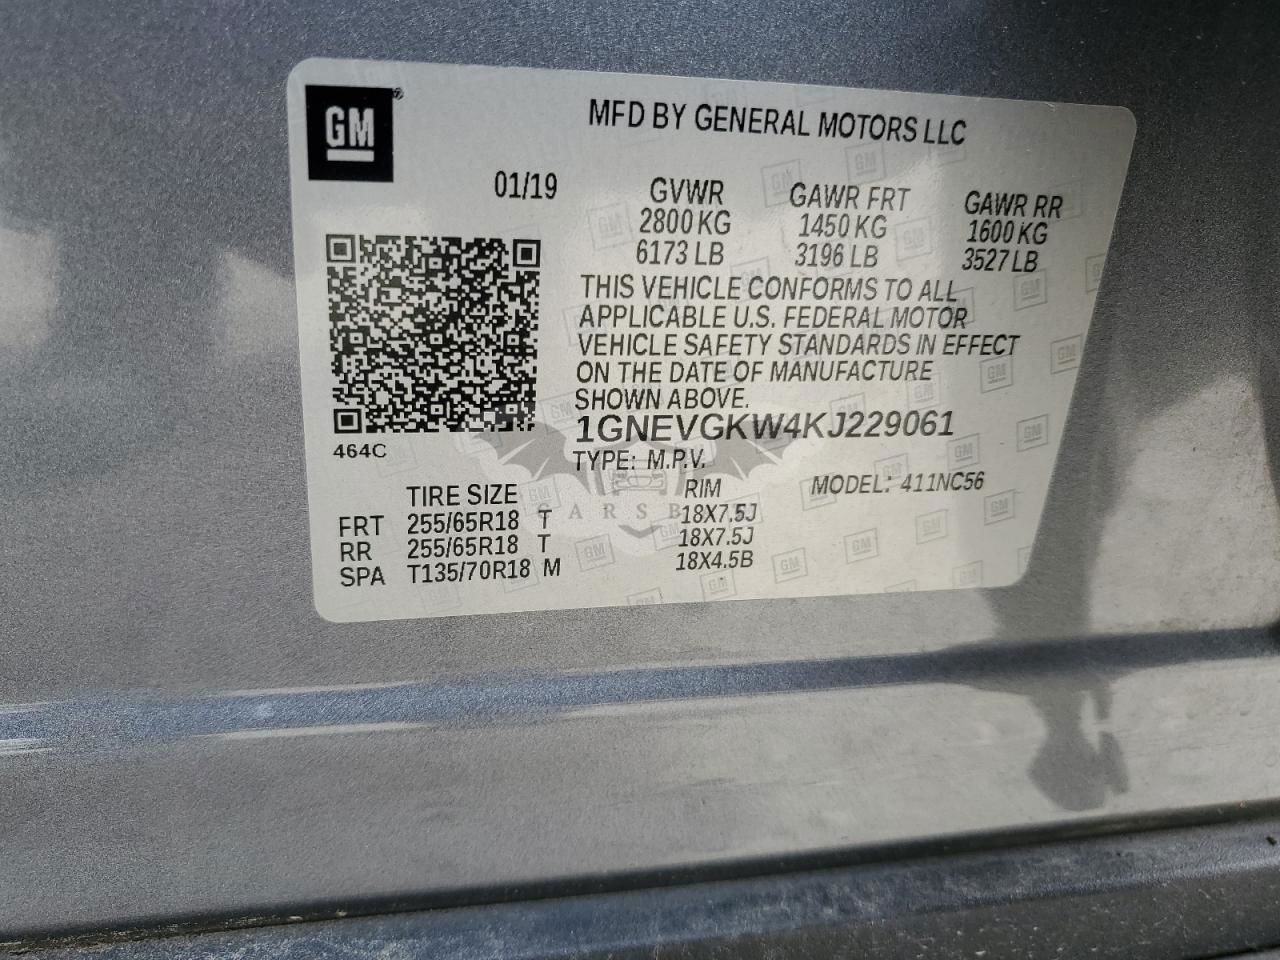 GM®
MFD BY GENERAL MOTORS LLC
01/19
GVWR GAWR FRT GAWR RR
2800 KG 1450 KG 1600 KG
6173 LB 3196 LB 3527 LB
THIS VEHICLE CONFORMS TO ALL
APPLICABLE U.S. FEDERAL MOTOR
VEHICLE SAFETY STANDARDS IN EFFECT
ON THE DATE OF MANUFACTURE
SHOWN ABOVE.
1GNEVGKW4KJ229061
464C
TYPE: M.P.V. MODEL: 411NC56
TIRE SIZE RIM
FRT 255/65R18 T 18X7.5J
RR 255/65R18 T 18X7.5J
SPA T135/70R18 M 18X4.5B